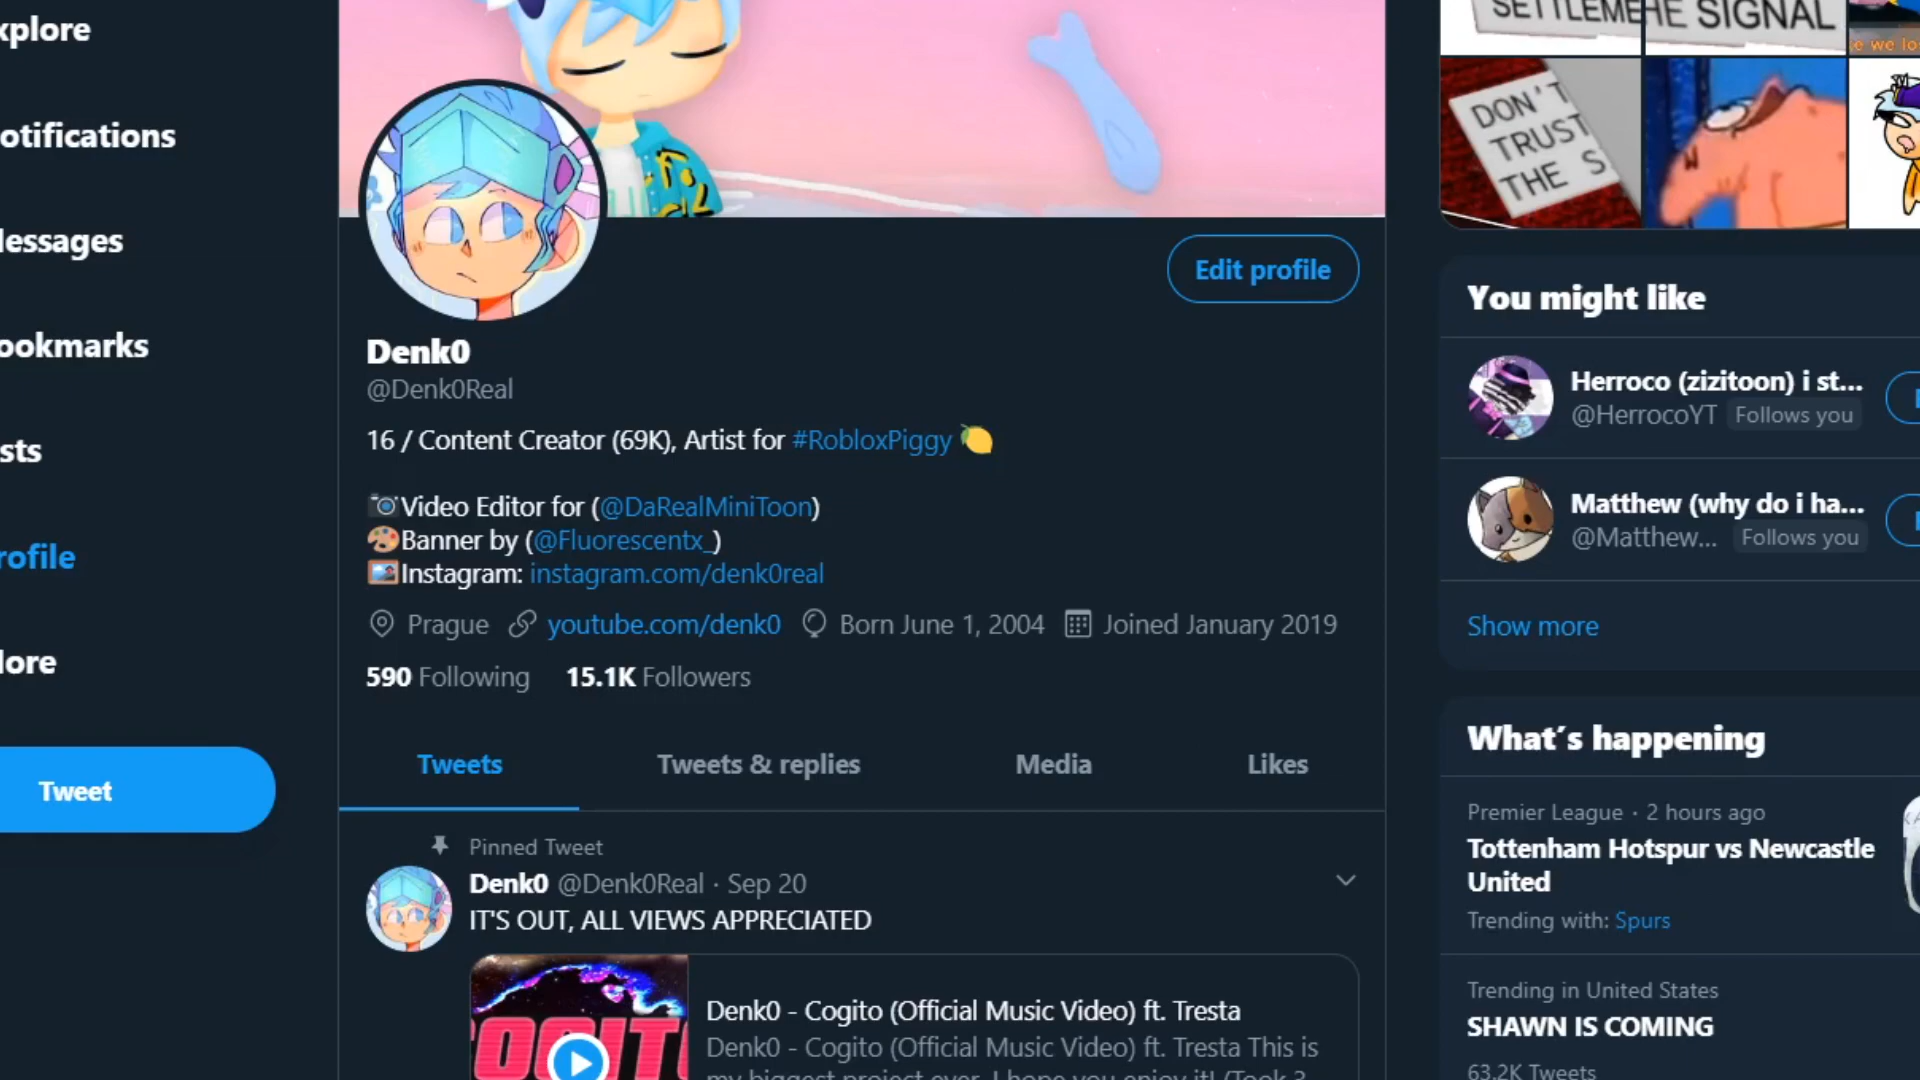 xplore
otifications
essages
ookmarks
sts
rofile
ore
Tweet
Edit profile
Denk0
@Denk0Real
16 / Content Creator (69K), Artist for #RobloxPiggy 🍋
📷Video Editor for (@DaRealMiniToon)
🎨Banner by (@Fluorescentx_)
🖼Instagram: instagram.com/denk0real
Prague youtube.com/denk0 Born June 1, 2004 Joined January 2019
590 Following 15.1K Followers
Tweets Tweets & replies Media Likes
Pinned Tweet
Denk0 @Denk0Real · Sep 20
IT'S OUT, ALL VIEWS APPRECIATED
OGIT
Denk0 - Cogito (Official Music Video) ft. Tresta
Denk0 - Cogito (Official Music Video) ft. Tresta This is
my biggest project ever, I hope you enjoy it! (Took 3
SETTLEME
HE SIGNAL
e we lo
DON'T
TRUST
THE S
You might like
Herroco (zizitoon) i st...
@HerrocoYT Follows you
Matthew (why do i ha...
@Matthew... Follows you
Show more
What´s happening
Premier League · 2 hours ago
Tottenham Hotspur vs Newcastle
United
Trending with: Spurs
Trending in United States
SHAWN IS COMING
63.2K Tweets